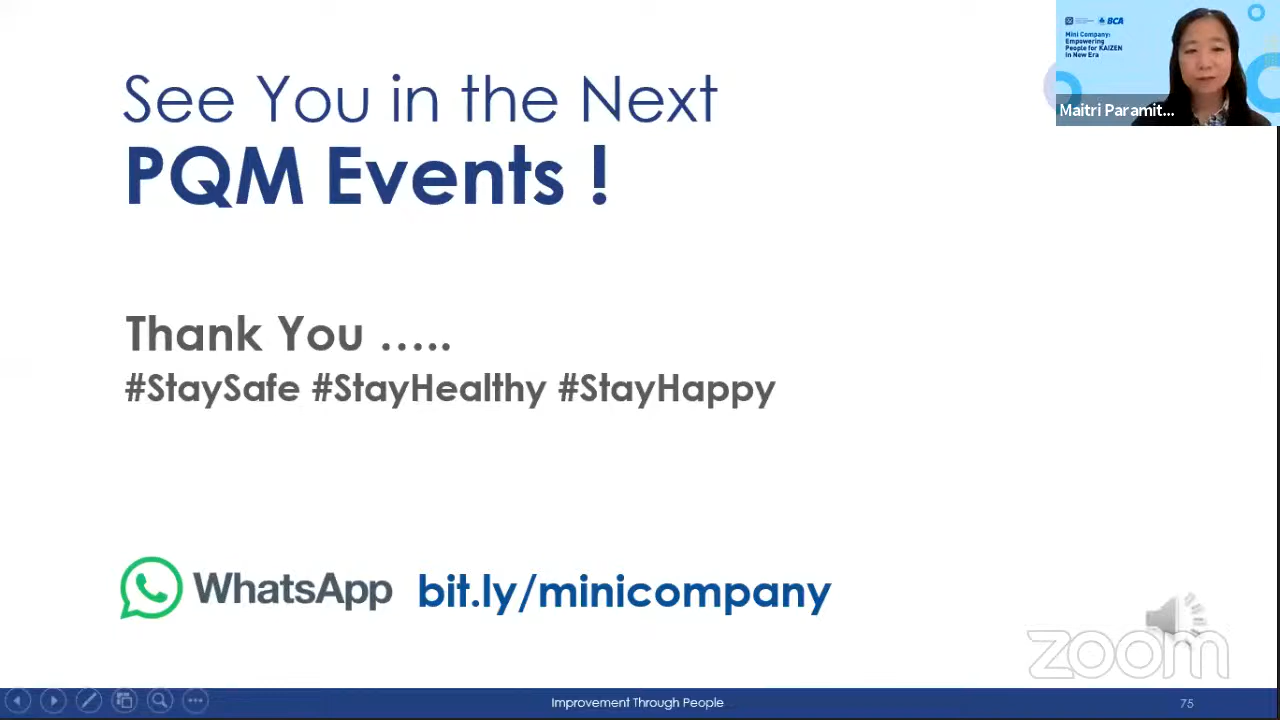 See You in the Next
PQM Events !
Thank You .....
#StaySafe #StayHealthy #StayHappy
WhatsApp bit.ly/minicompany
BCA
Mini Company:
Empowering
People for KAIZEN
in New Era
Maitri Paramit...
zoom
Improvement Through People
75